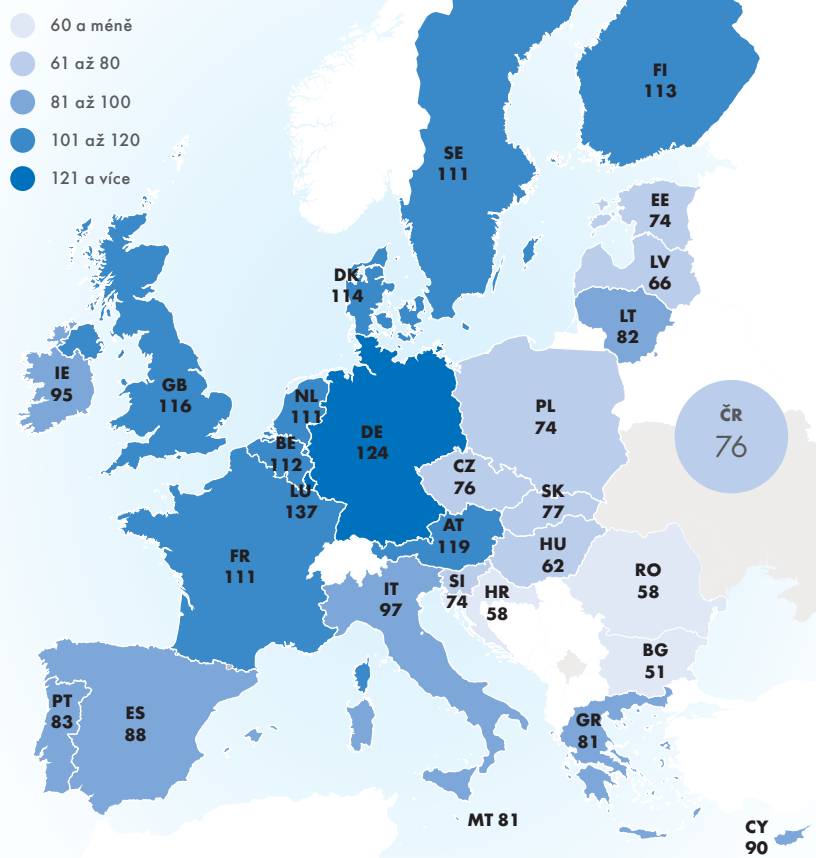 60 a méně
61 až 80
81 až 100
101 až 120
121 a více
FI
113
SE
111
EE
74
LV
66
DK
114
LT
82
IE
95
GB
116
NL
111
PL
74
ČR
76
DE
124
BE
112
CZ
76
LU
137
SK
77
AT
119
HU
62
FR
111
RO
58
SI
74
HR
58
IT
97
BG
51
PT
83
ES
88
GR
81
MT 81
CY
90